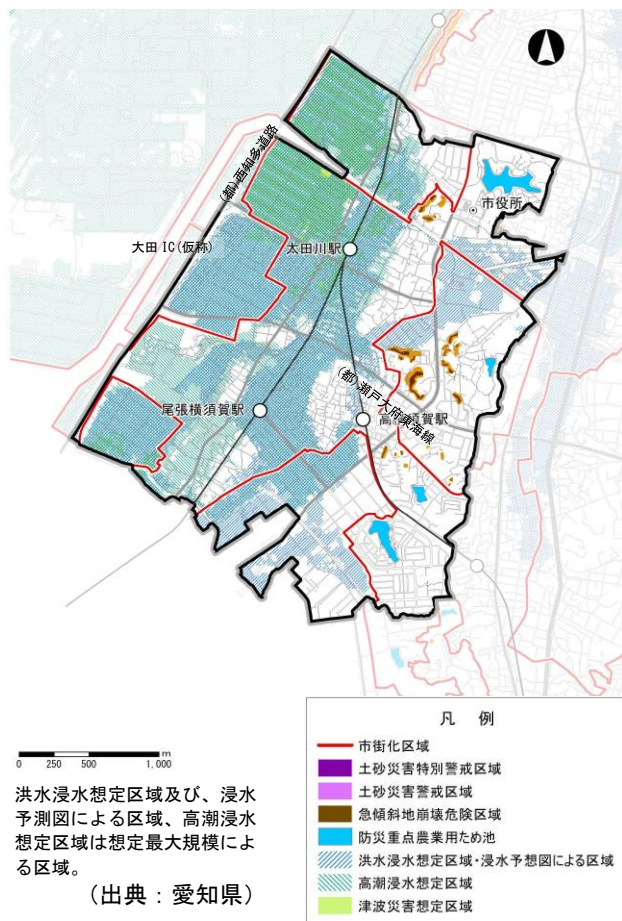 (都)西知多道路
市役所
大田 IC(仮称)
太田川駅
(都)瀬戸大府東海線
尾張横須賀駅
高横須賀駅
m
0 250 500 1,000
洪水浸水想定区域及び、浸水
予測図による区域、高潮浸水
想定区域は想定最大規模によ
る区域。
(出典:愛知県)
凡 例
市街化区域
土砂災害特別警戒区域
土砂災害警戒区域
急傾斜地崩壊危険区域
防災重点農業用ため池
洪水浸水想定区域・浸水予想図による区域
高潮浸水想定区域
津波災害想定区域